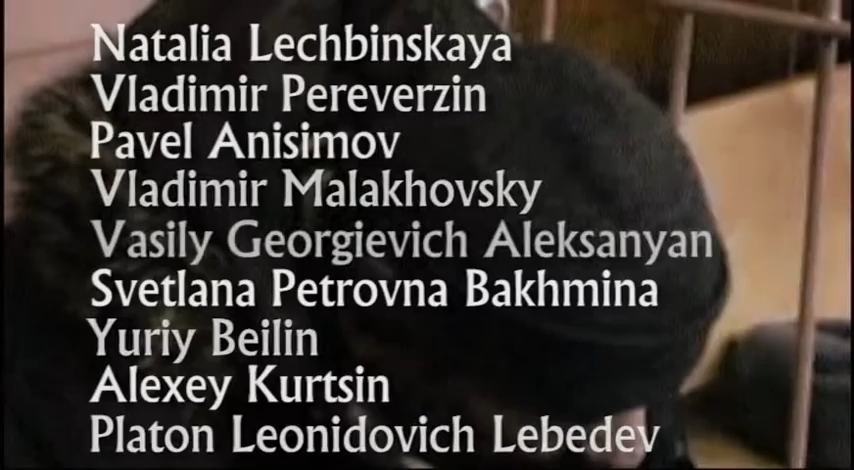 Natalia Lechbinskaya
Vladimir Pereverzin
Pavel Anisimov
Vladimir Malakhovsky
Vasily Georgievich Aleksanyan
Svetlana Petrovna Bakhmina
Yuriy Beilin
Alexey Kurtsin
Platon Leonidovich Lebedev